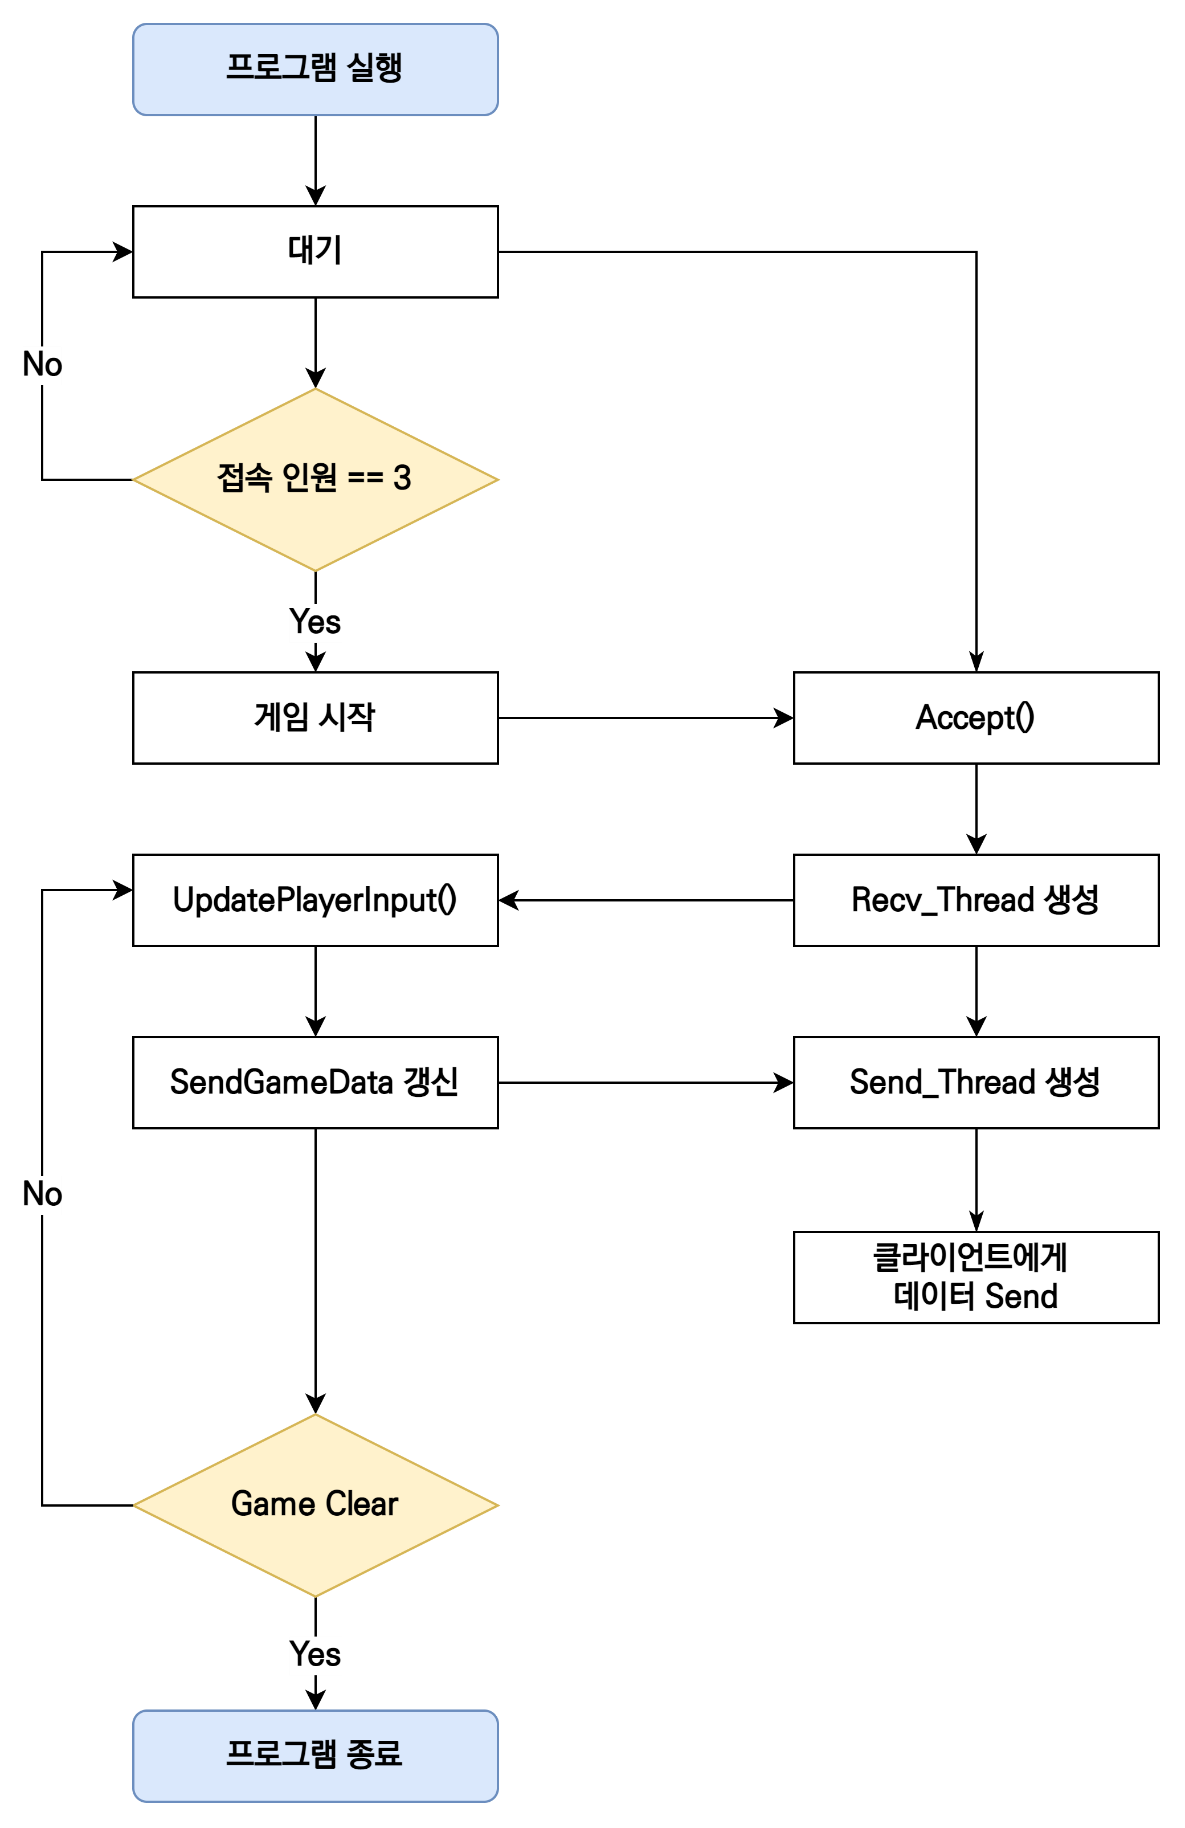 프로그램 실행
대기
No
접속 인원 == 3
Yes
게임 시작
Accept()
UpdatePlayerInput()
Recv_Thread 생성
SendGameData 갱신
Send_Thread 생성
No
클라이언트에게
데이터 Send
Game Clear
Yes
프로그램 종료